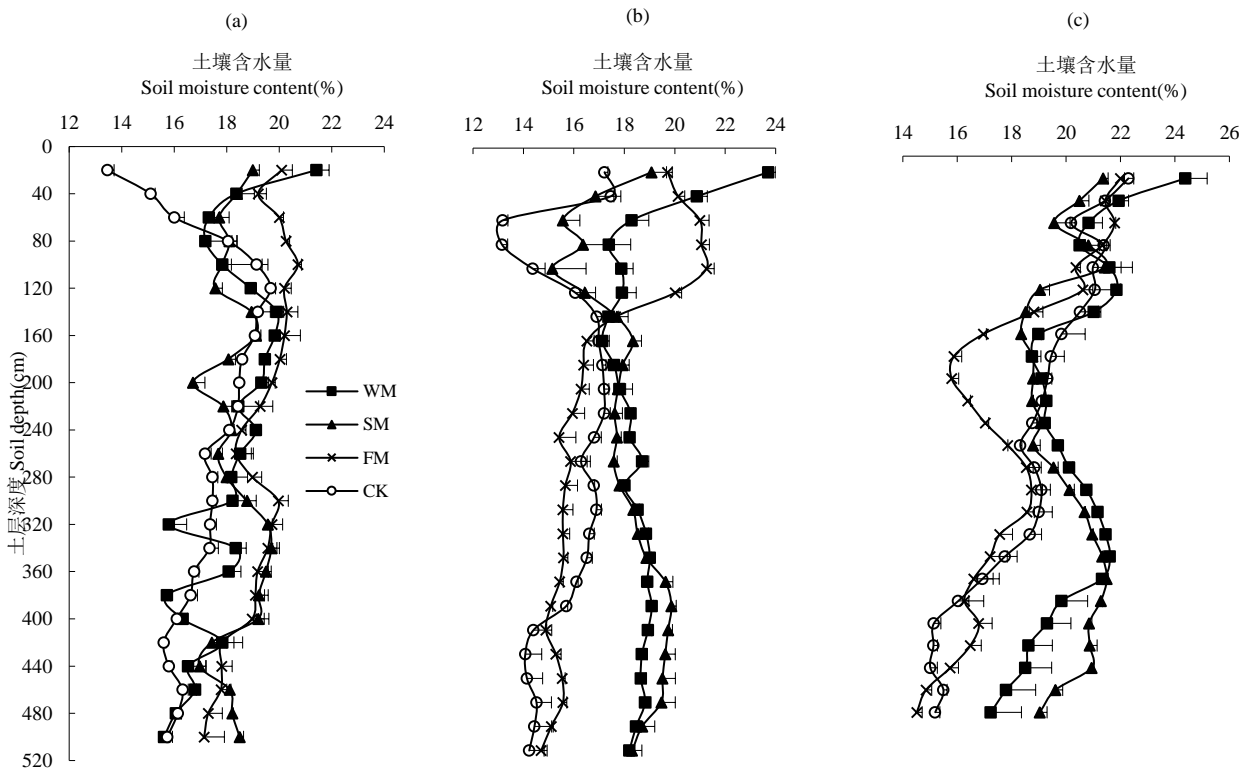 (a)
土壤含水量
Soil moisture content(%)
12 14 16 18 20 22 24
土层深度 Soil depth(cm)
0
40
80
120
160
200
240
280
320
360
400
440
480
520
WM
SM
FM
CK
(b)
土壤含水量
Soil moisture content(%)
12 14 16 18 20 22 24
(c)
土壤含水量
Soil moisture content(%)
14 16 18 20 22 24 26